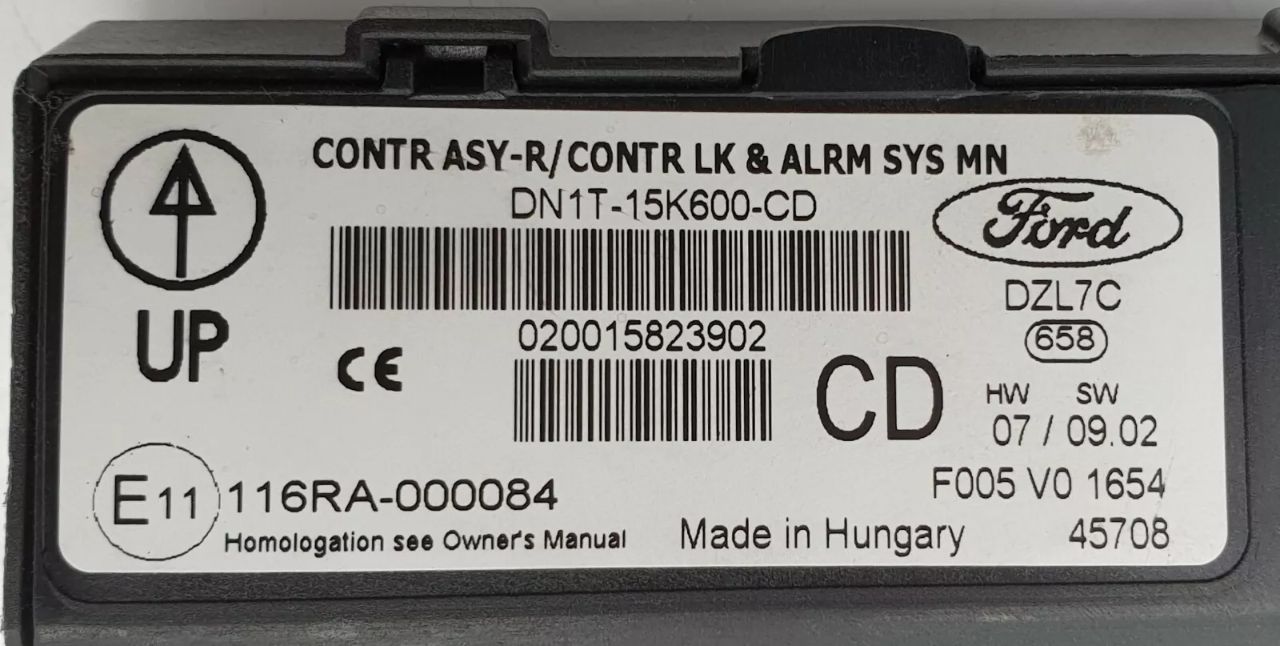 CONTR ASY-R/CONTR LK & ALRM SYS MN
DN1T-15K600-CD
Ford
DZL7C
UP
020015823902
658
CE
CD
HW SW
07 / 09.02
E11
116RA-000084
F005 V0 1654
Homologation see Owner's Manual
Made in Hungary
45708